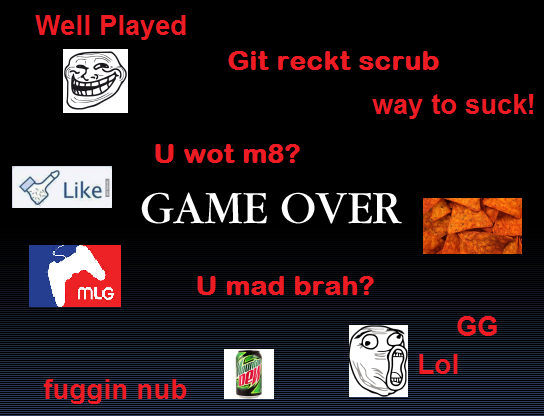 Well Played
Git reckt scrub
way to suck!
U wot m8?
Like
GAME OVER
MLG
U mad brah?
GG
Lol
Mountain
Dew
fuggin nub